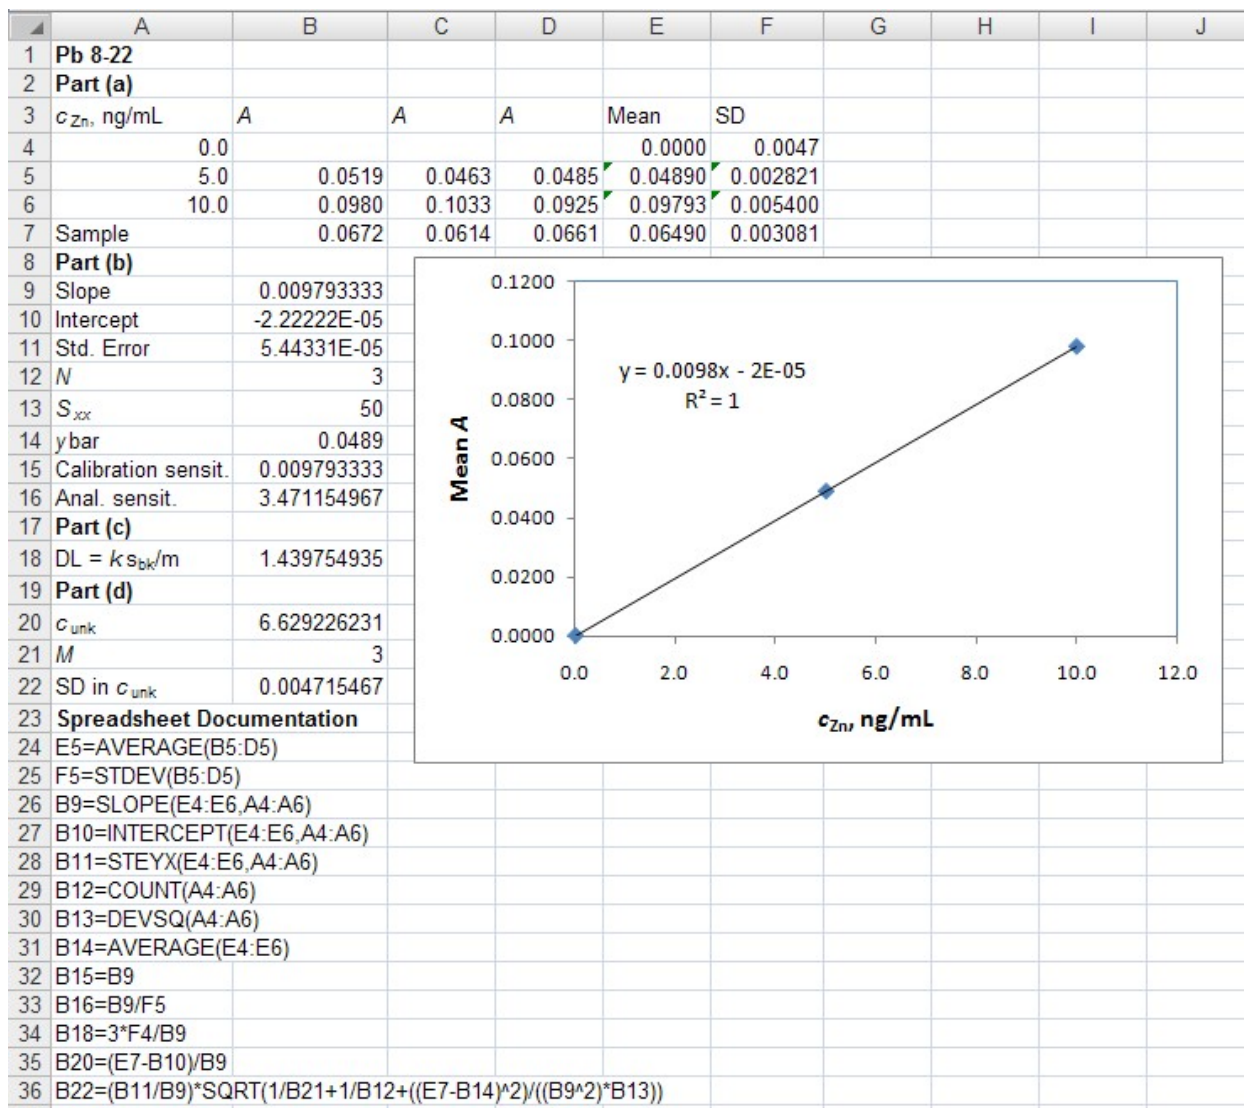 A B C D E F G H I J
1 Pb 8-22
2 Part (a)
3 cZn, ng/mL A A A Mean SD
4 0.0 0.0000 0.0047
5 5.0 0.0519 0.0463 0.0485 0.04890 0.002821
6 10.0 0.0980 0.1033 0.0925 0.09793 0.005400
7 Sample 0.0672 0.0614 0.0661 0.06490 0.003081
8 Part (b)
9 Slope 0.009793333
10 Intercept -2.22222E-05
11 Std. Error 5.44331E-05
12 N 3
13 Sxx 50
14 ybar 0.0489
15 Calibration sensit. 0.009793333
16 Anal. sensit. 3.471154967
17 Part (c)
18 DL = ksbk/m 1.439754935
19 Part (d)
20 cunk 6.629226231
21 M 3
22 SD in cunk 0.004715467
23 Spreadsheet Documentation
24 E5=AVERAGE(B5:D5)
25 F5=STDEV(B5:D5)
26 B9=SLOPE(E4:E6,A4:A6)
27 B10=INTERCEPT(E4:E6,A4:A6)
28 B11=STEYX(E4:E6,A4:A6)
29 B12=COUNT(A4:A6)
30 B13=DEVSQ(A4:A6)
31 B14=AVERAGE(E4:E6)
32 B15=B9
33 B16=B9/F5
34 B18=3*F4/B9
35 B20=(E7-B10)/B9
36 B22=(B11/B9)*SQRT(1/B21+1/B12+((E7-B14)^2)/((B9^2)*B13))
0.1200
0.1000
0.0800
0.0600
0.0400
0.0200
0.0000
Mean A
y = 0.0098x - 2E-05
R² = 1
0.0 2.0 4.0 6.0 8.0 10.0 12.0
cZn, ng/mL